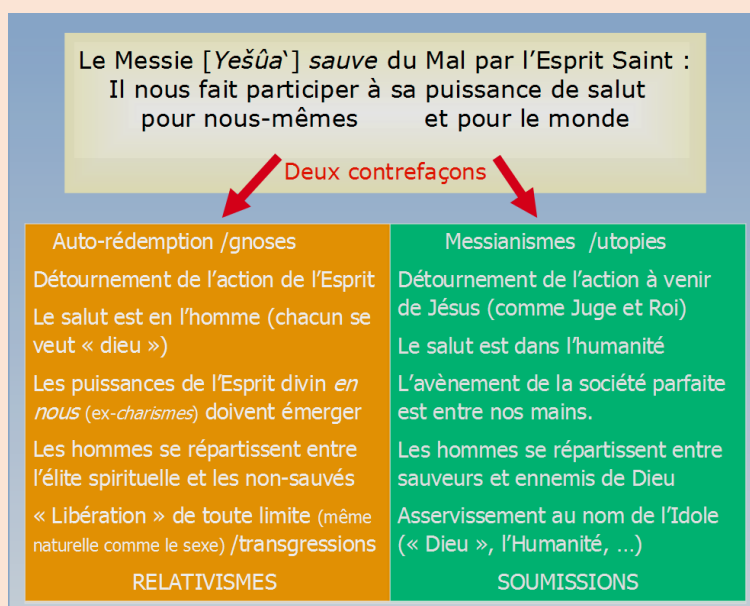 Le Messie [Yešûa‘] sauve du Mal par l’Esprit Saint :
Il nous fait participer à sa puissance de salut
pour nous-mêmes et pour le monde
Deux contrefaçons
Auto-rédemption /gnoses
Détournement de l’action de l’Esprit
Le salut est en l’homme (chacun se
veut « dieu »)
Les puissances de l’Esprit divin en
nous (ex-charismes) doivent émerger
Les hommes se répartissent entre
l’élite spirituelle et les non-sauvés
« Libération » de toute limite (même
naturelle comme le sexe) /transgressions
RELATIVISMES
Messianismes /utopies
Détournement de l’action à venir
de Jésus (comme Juge et Roi)
Le salut est dans l’humanité
L’avènement de la société parfaite
est entre nos mains.
Les hommes se répartissent entre
sauveurs et ennemis de Dieu
Asservissement au nom de l’Idole
(« Dieu », l’Humanité, …)
SOUMISSIONS